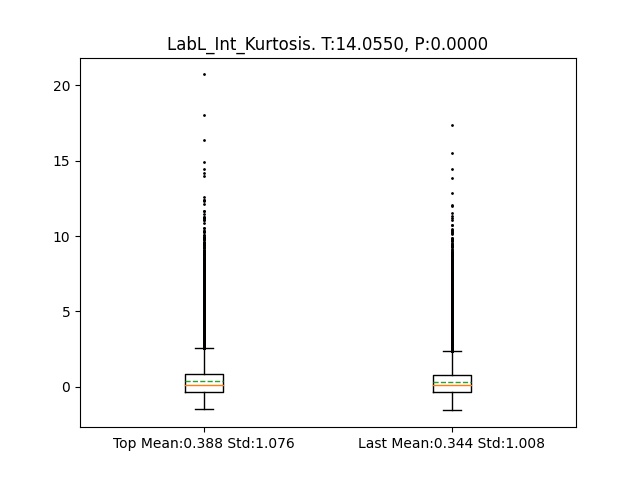 LabL_Int_Kurtosis. T:14.0550, P:0.0000
20
15
10
5
0
Top Mean:0.388 Std:1.076
Last Mean:0.344 Std:1.008